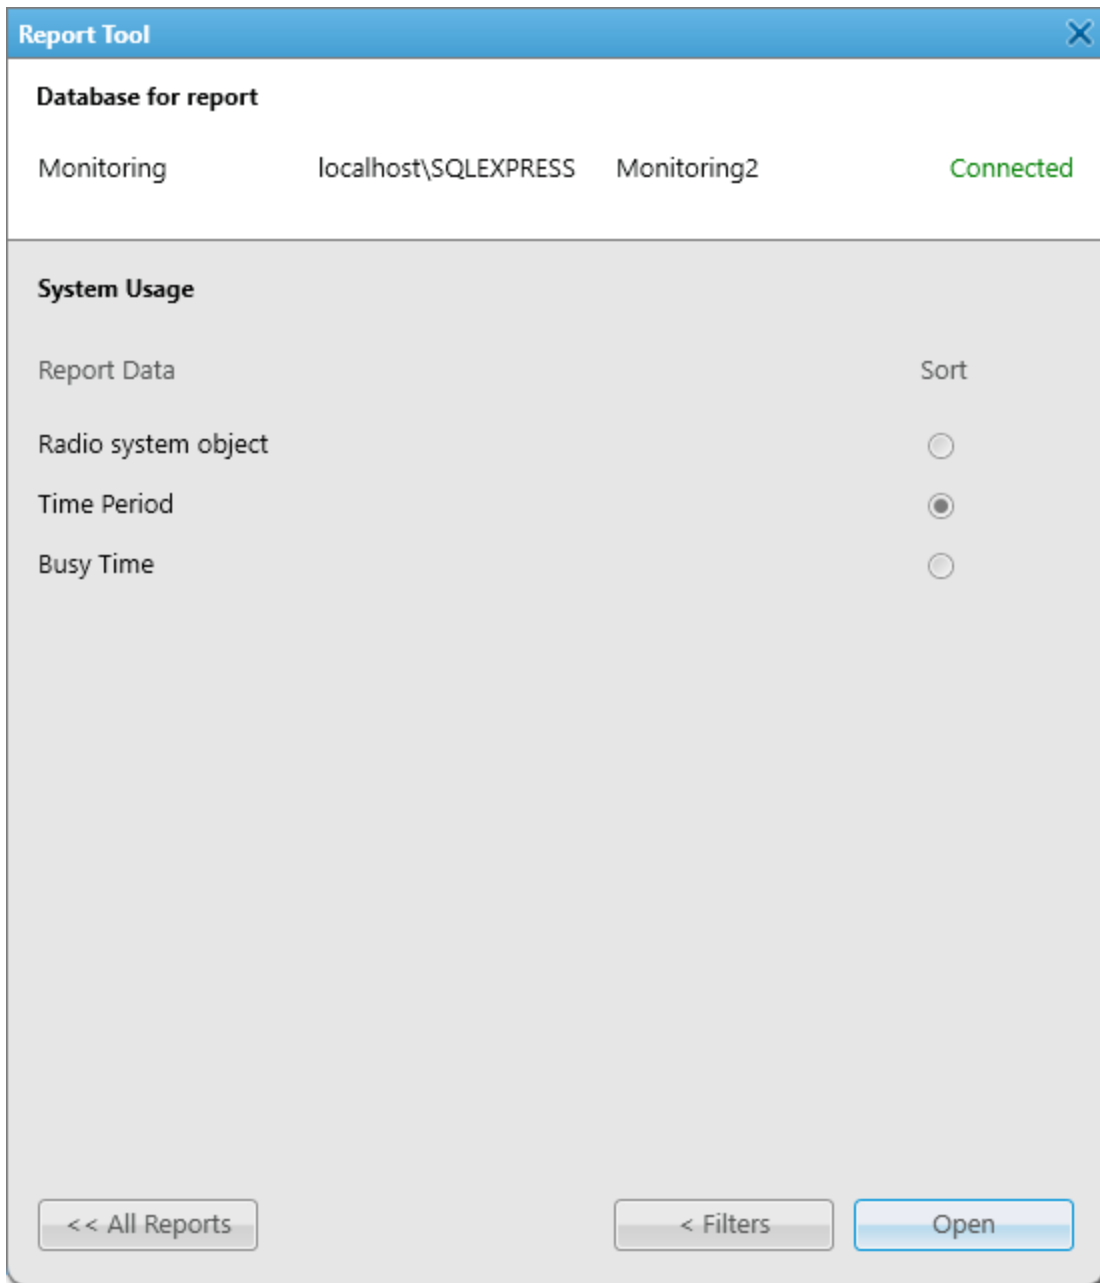 Report Tool
Database for report
Monitoring localhost\SQLEXPRESS Monitoring2 Connected
System Usage
Report Data Sort
Radio system object
Time Period
Busy Time
<< All Reports < Filters Open